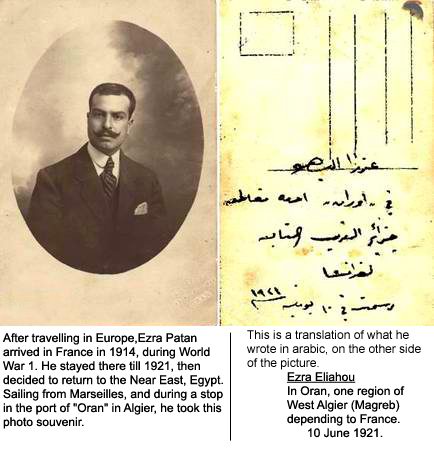 عزرا الياهو
في - اوران -
جزائر الغرب التابعه
لفرنسا
رسمت في ١٠ يونيه ١٩٢١
After travelling in Europe,Ezra Patan
arrived in France in 1914, during World
War 1. He stayed there till 1921, then
decided to return to the Near East, Egypt.
Sailing from Marseilles, and during a stop
in the port of "Oran" in Algier, he took this
photo souvenir.
This is a translation of what he
wrote in arabic, on the other side
of the picture.
Ezra Eliahou
In Oran, one region of
West Algier (Magreb)
depending to France.
10 June 1921.